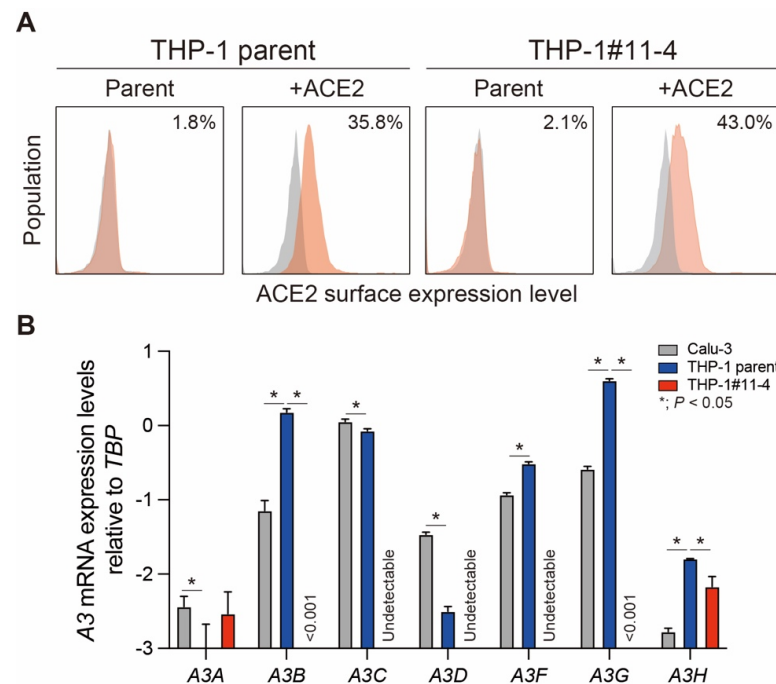 A
THP-1 parent THP-1#11-4
Parent +ACE2 Parent +ACE2
1.8% 35.8% 2.1% 43.0%
Population
ACE2 surface expression level
B
A3 mRNA expression levels
relative to TBP
1
0
-1
-2
-3
Calu-3
THP-1 parent
THP-1#11-4
*; P < 0.05
* * * * * * * * * * *
<0.001
Undetectable
Undetectable
Undetectable
<0.001
A3A A3B A3C A3D A3F A3G A3H